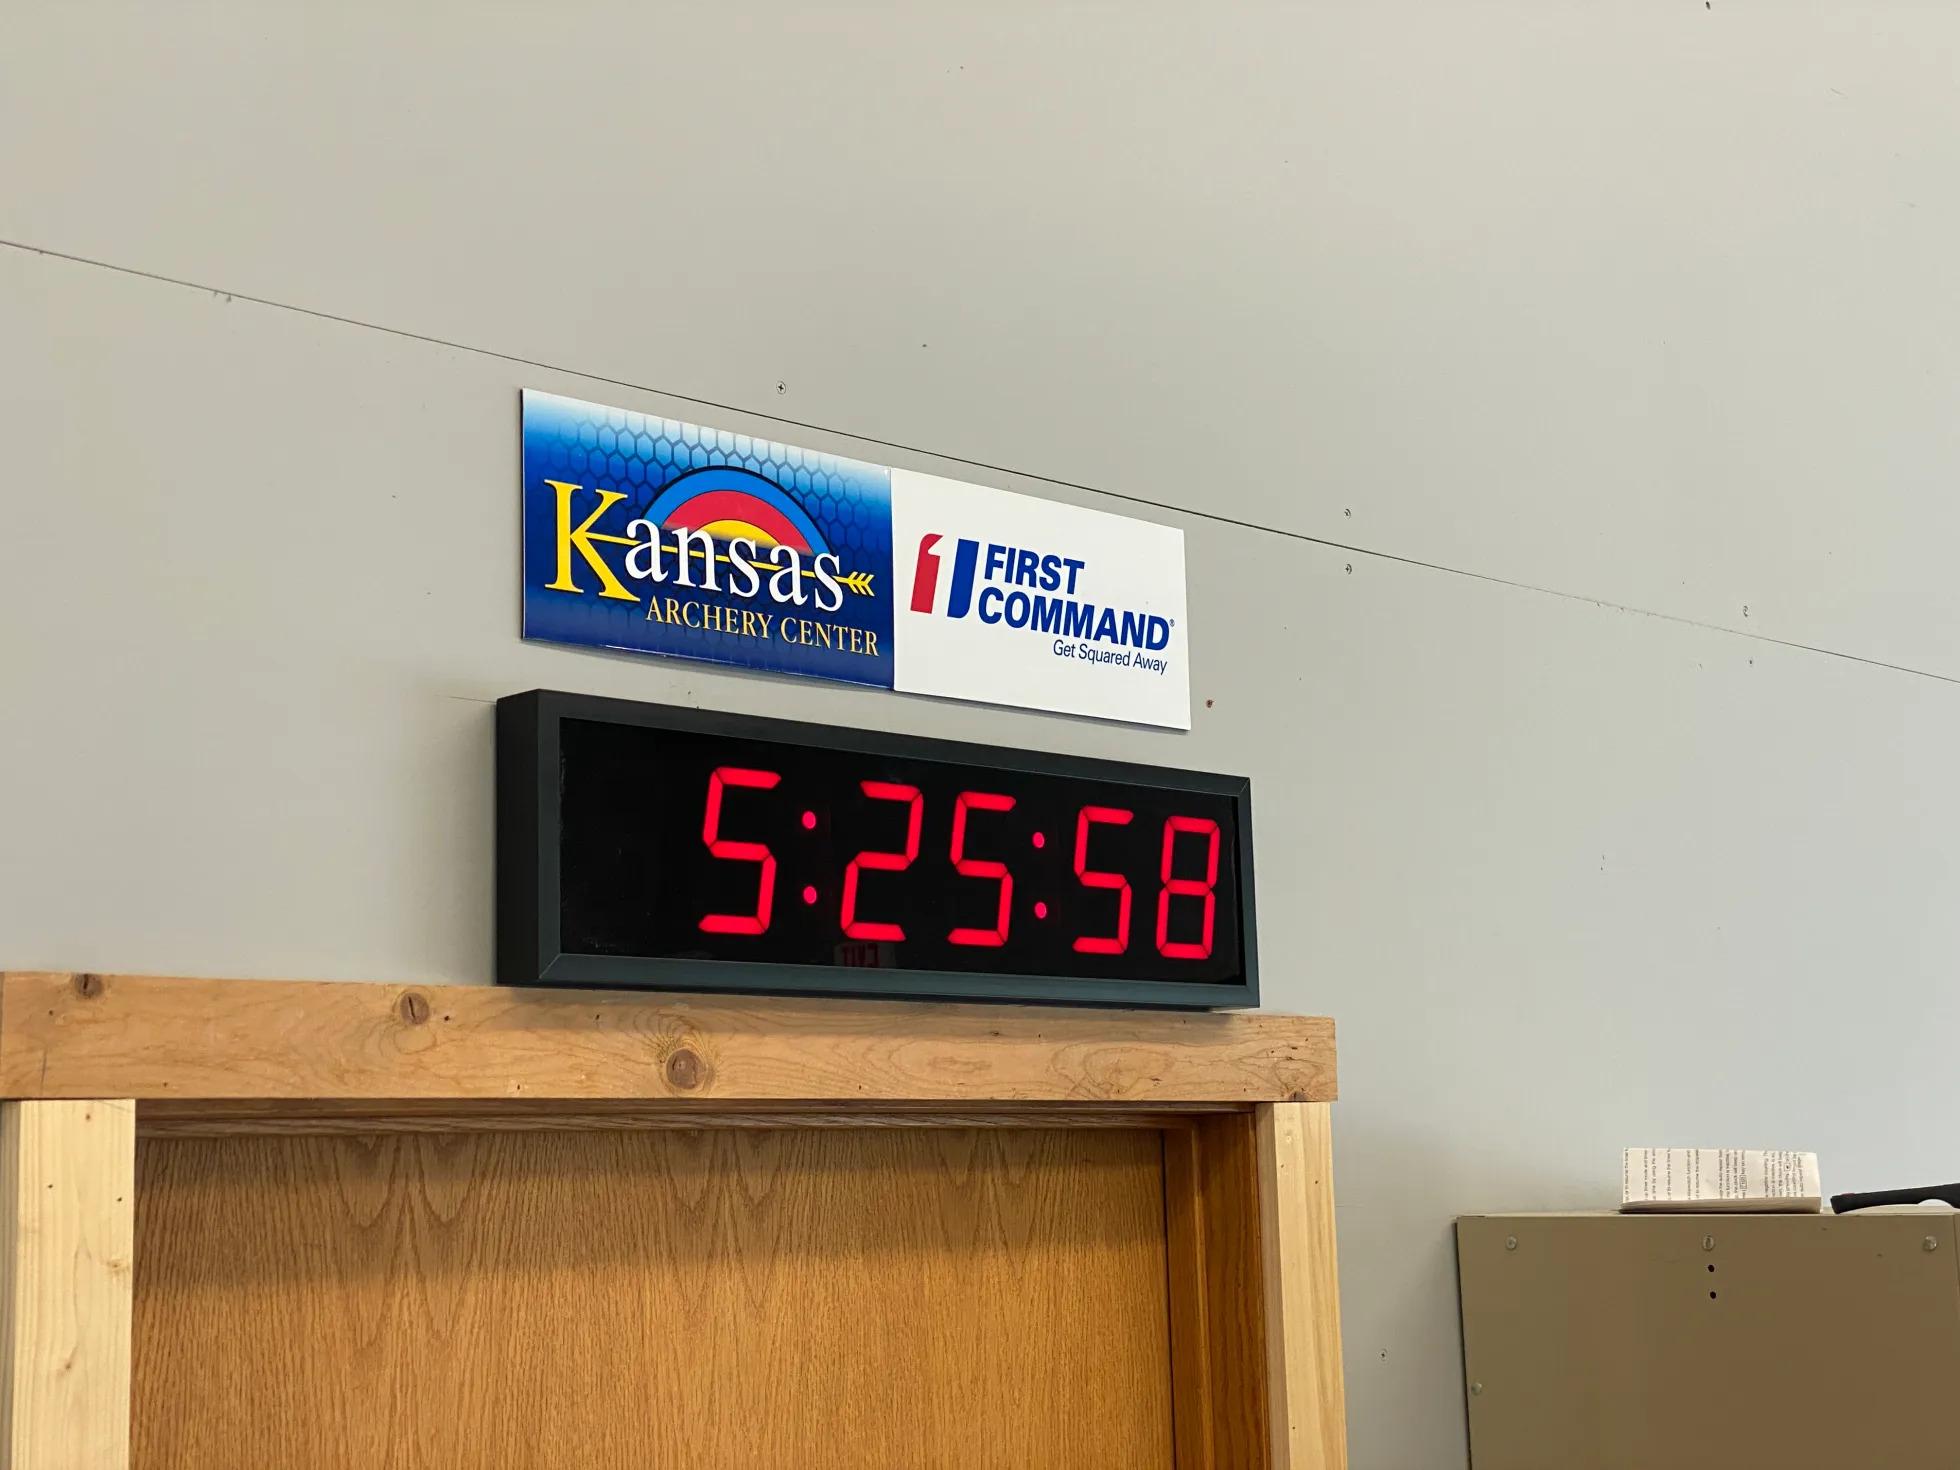 Kansas
ARCHERY CENTER
FIRST
COMMAND®
Get Squared Away
5:25:58